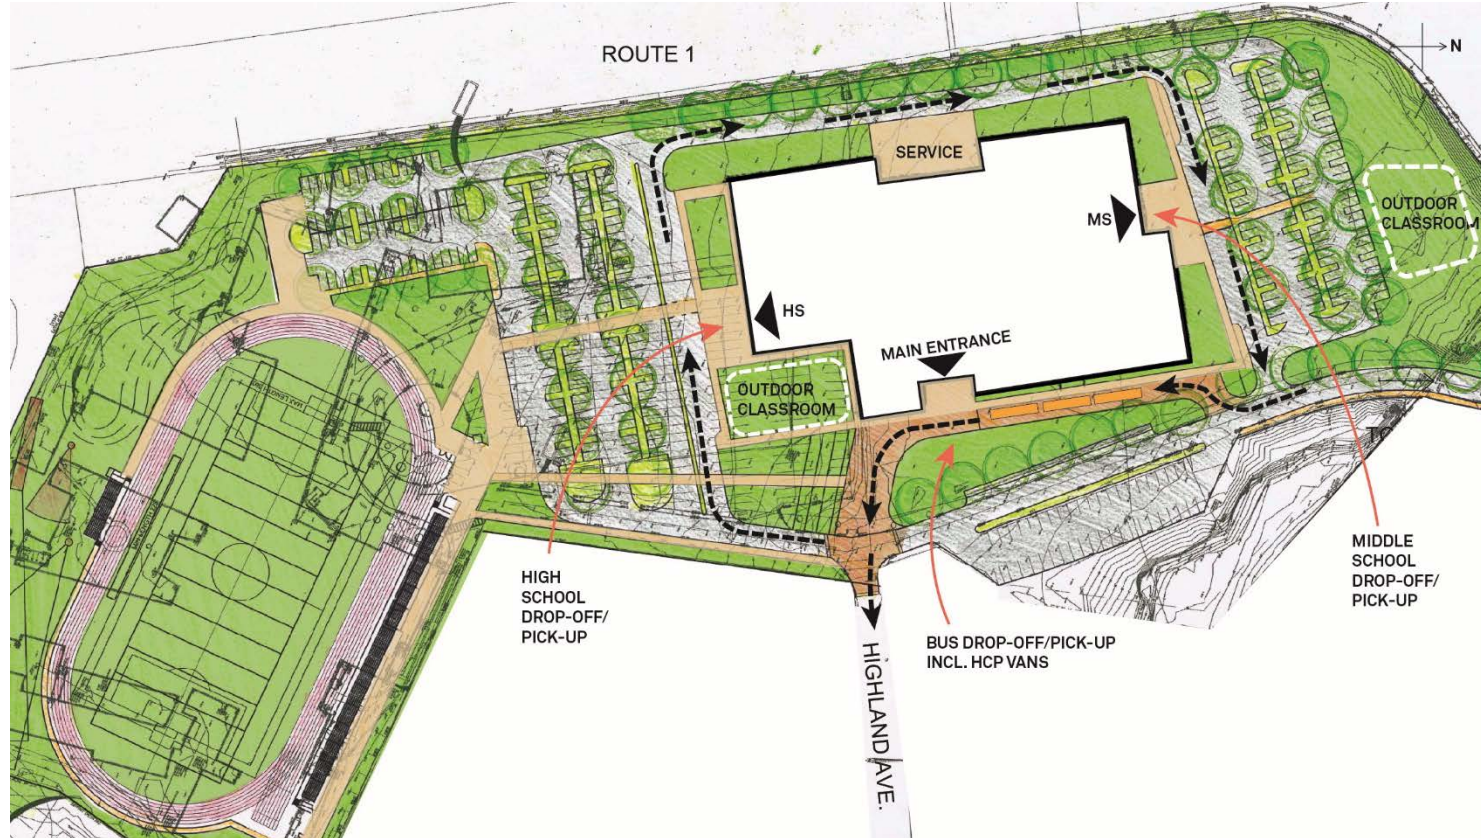 ROUTE 1
N
SERVICE
OUTDOOR
CLASSROOM
MS
HS
MAIN ENTRANCE
OUTDOOR
CLASSROOM
HIGH
SCHOOL
DROP-OFF/
PICK-UP
BUS DROP-OFF/PICK-UP
INCL. HCP VANS
MIDDLE
SCHOOL
DROP-OFF/
PICK-UP
HIGHLAND AVE.